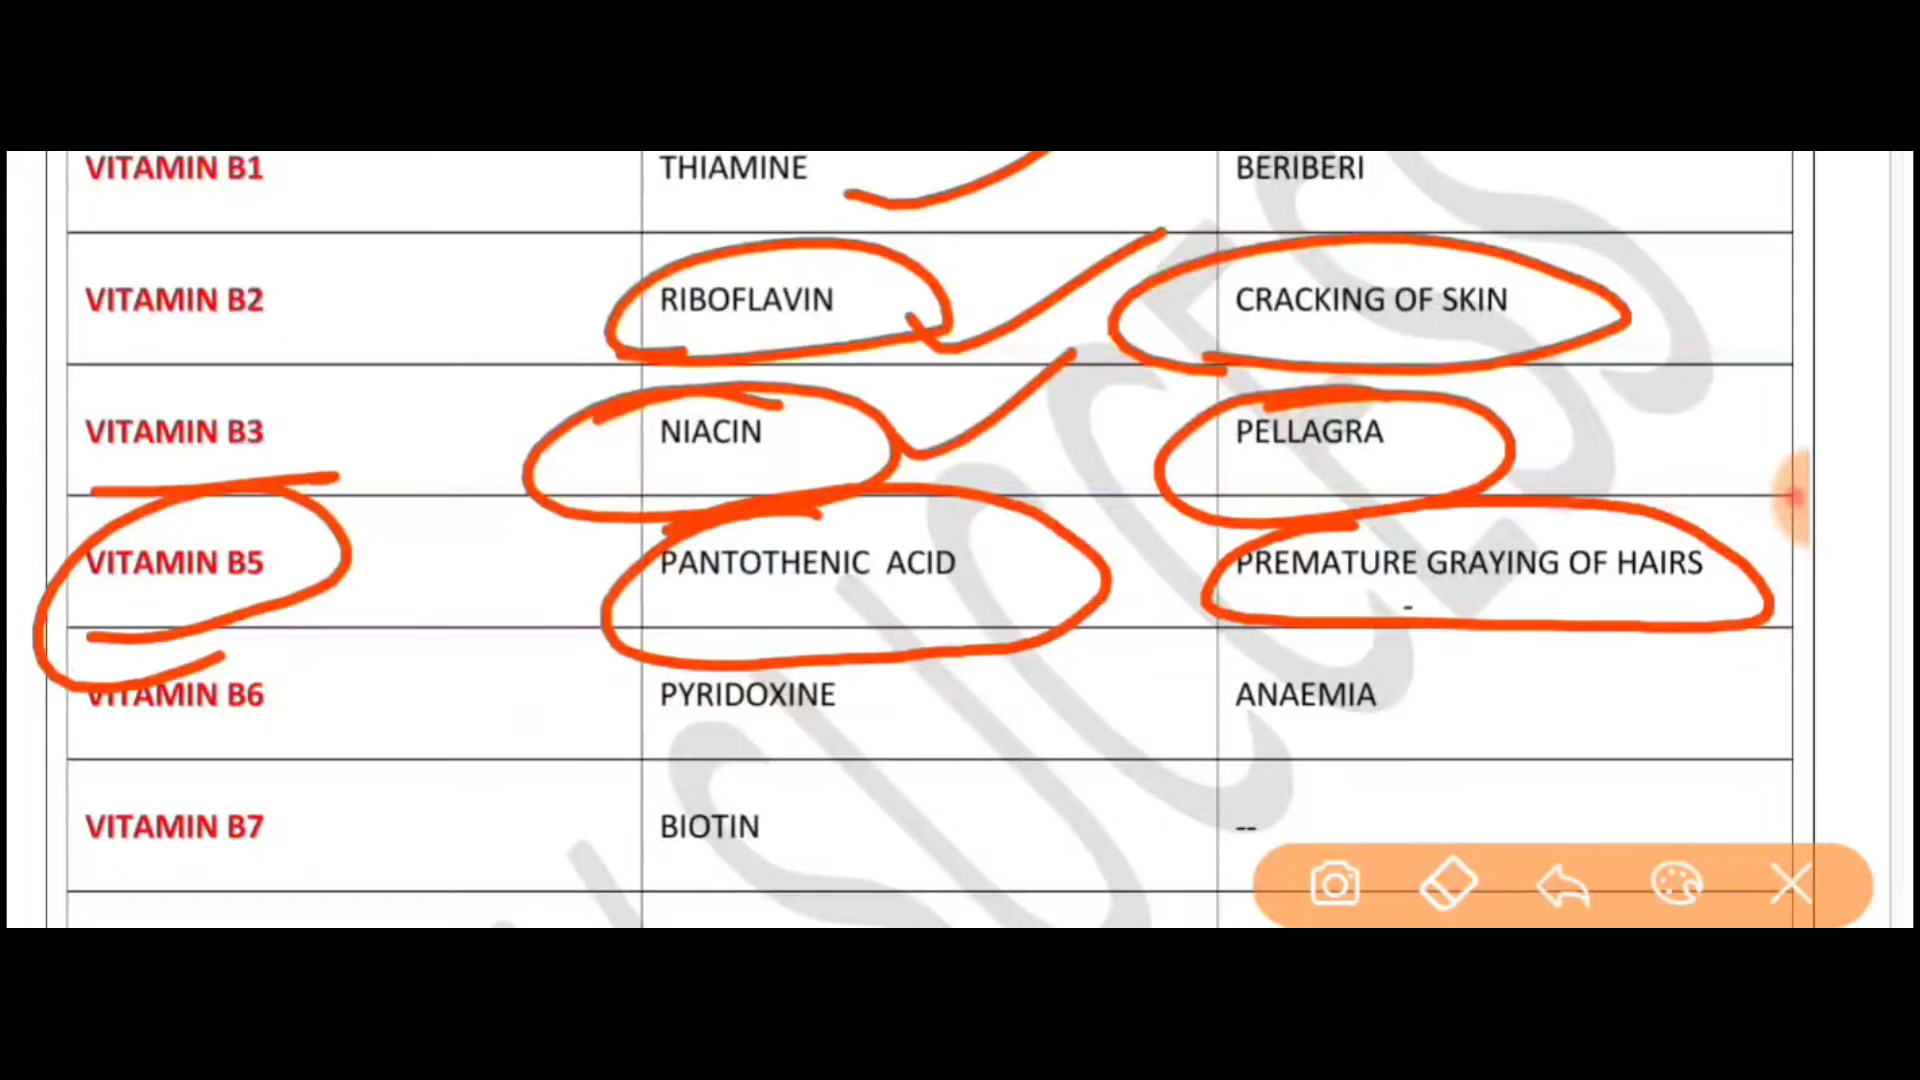 VITAMIN B1 THIAMINE BERIBERI
VITAMIN B2 RIBOFLAVIN CRACKING OF SKIN
VITAMIN B3 NIACIN PELLAGRA
VITAMIN B5 PANTOTHENIC ACID PREMATURE GRAYING OF HAIRS
-
VITAMIN B6 PYRIDOXINE ANAEMIA
VITAMIN B7 BIOTIN --